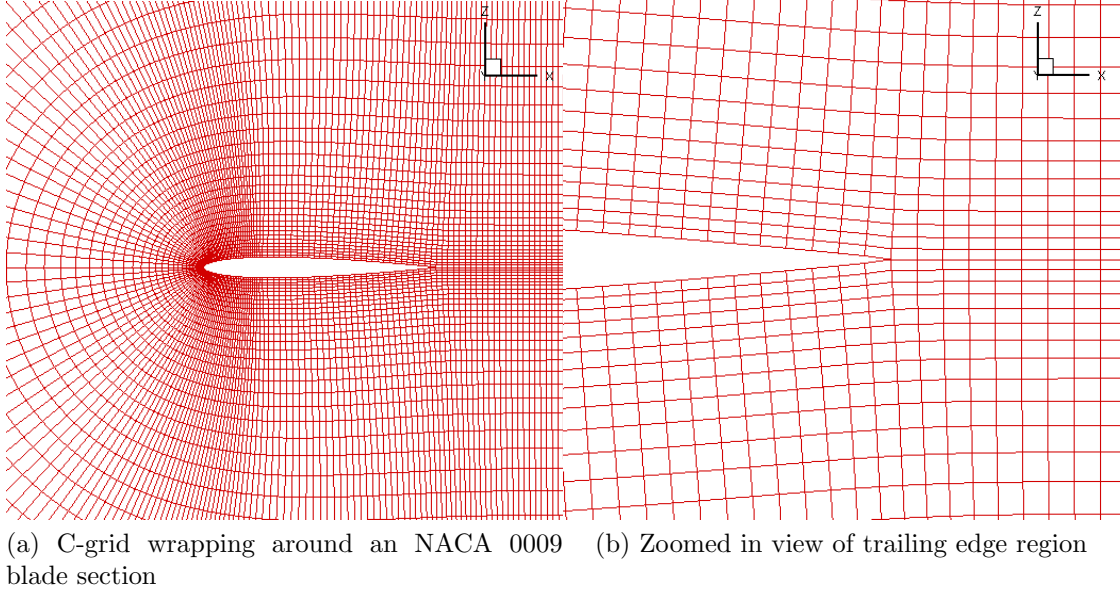 Z
Y
X
Z
Y
X
(a) C-grid wrapping around an NACA 0009
blade section
(b) Zoomed in view of trailing edge region